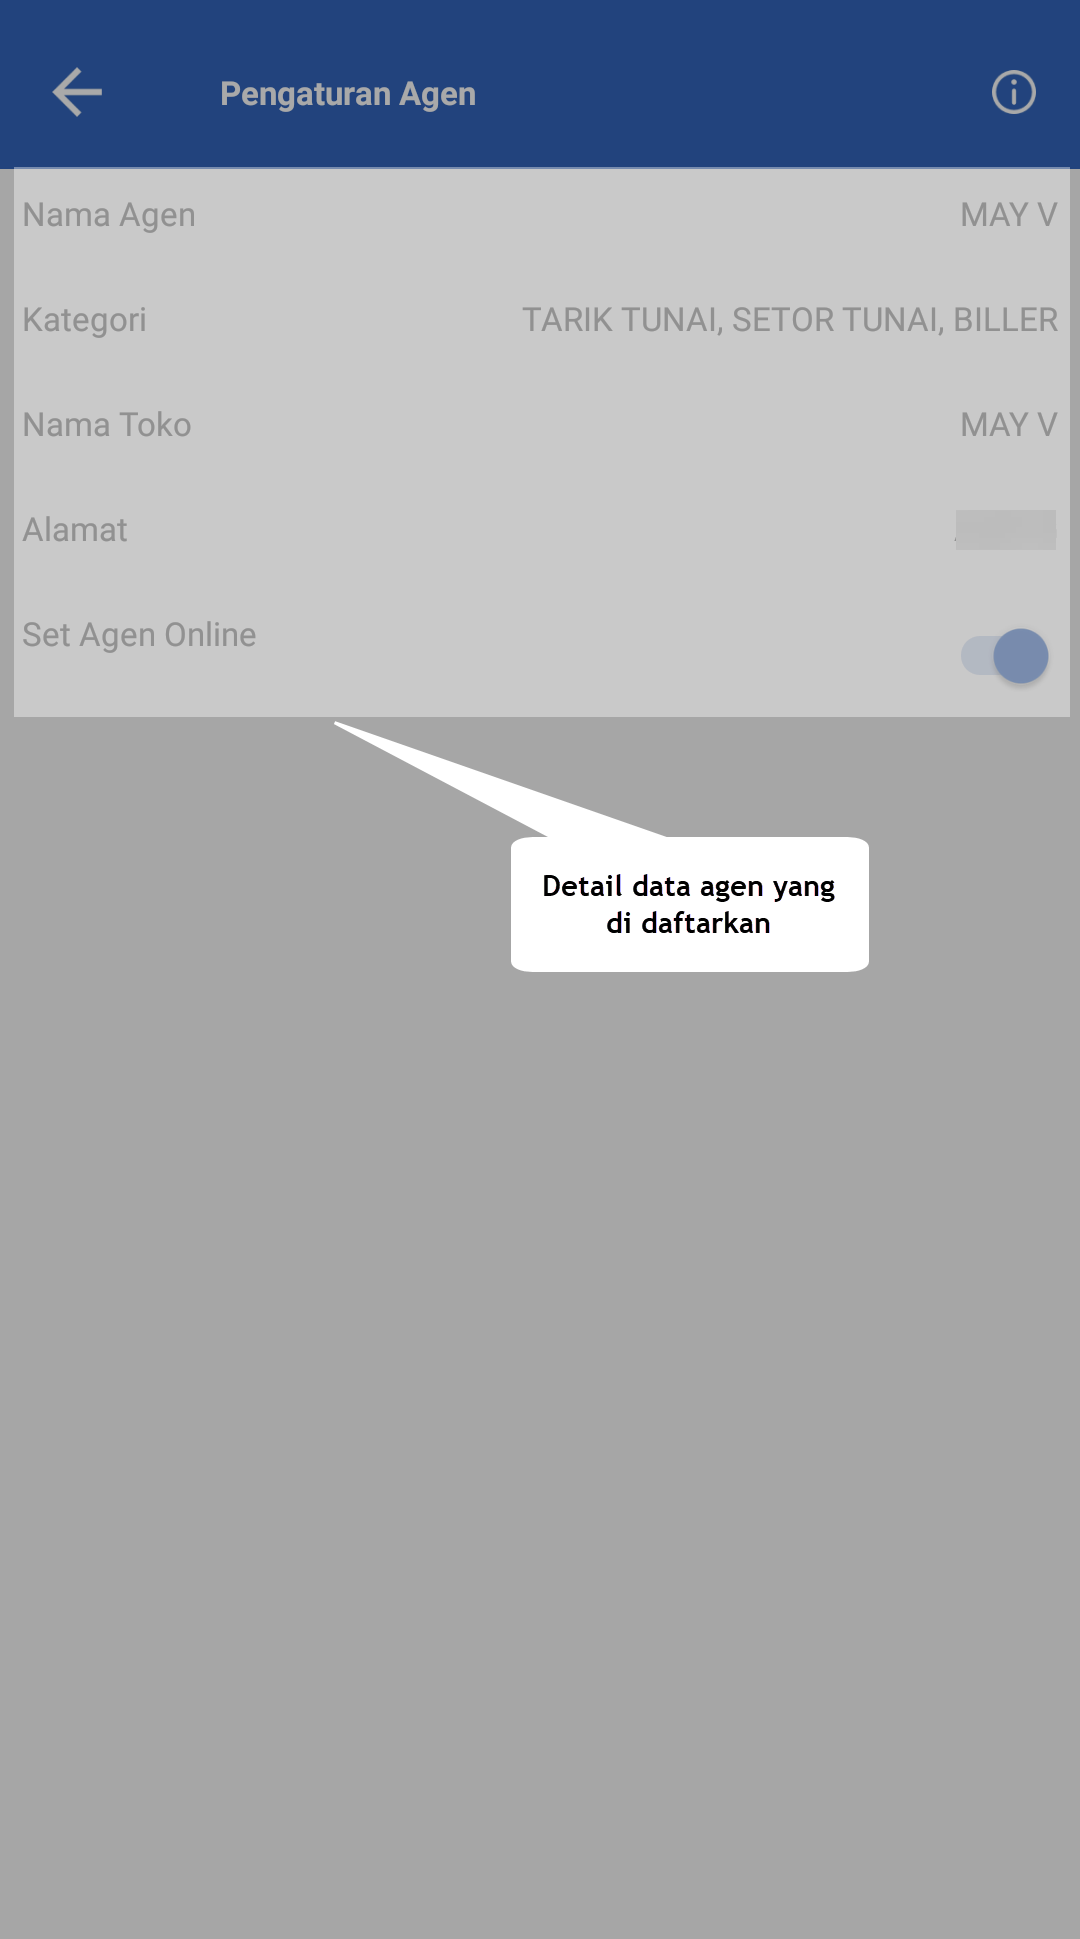 Pengaturan Agen
Nama Agen MAY V
Kategori TARIK TUNAI, SETOR TUNAI, BILLER
Nama Toko MAY V
Alamat
Set Agen Online
Detail data agen yang
di daftarkan